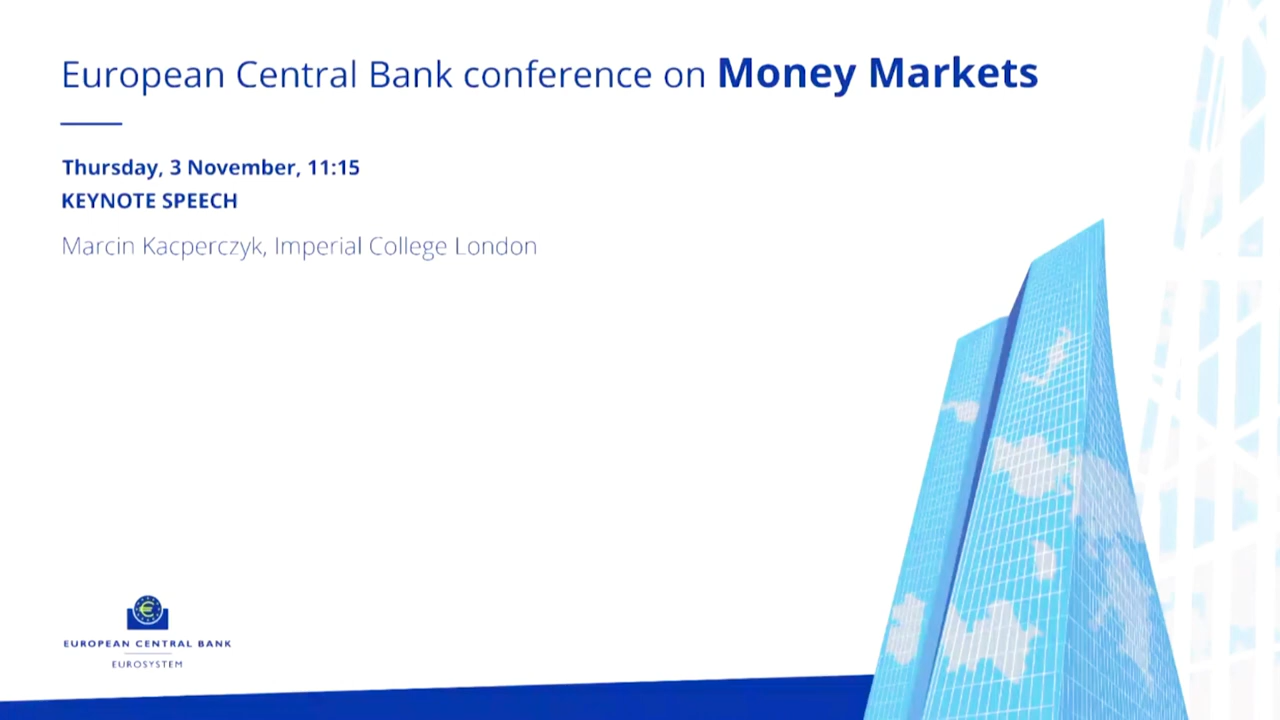 European Central Bank conference on Money Markets
Thursday, 3 November, 11:15
KEYNOTE SPEECH
Marcin Kacperczyk, Imperial College London
€
EUROPEAN CENTRAL BANK
EUROSYSTEM